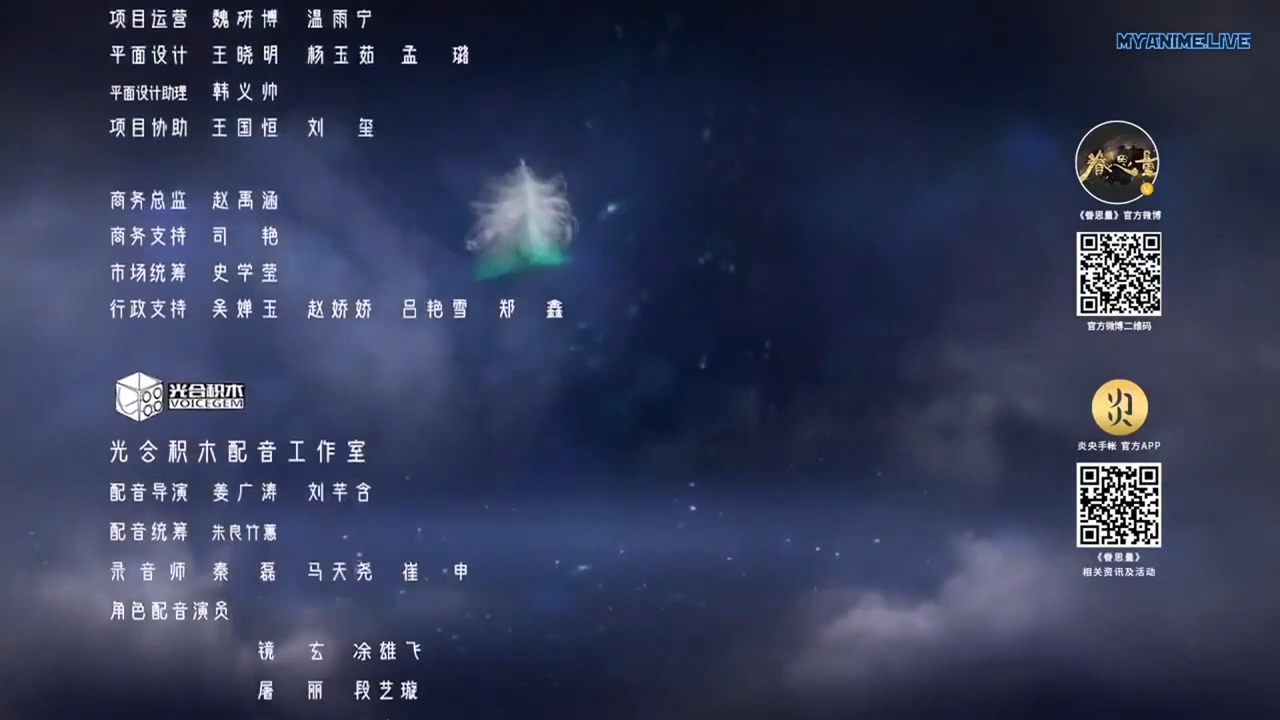 项目运营 魏研博 温雨宁
平面设计 王晓明 杨玉茹 孟璐
平面设计助理 韩义帅
项目协助 王国恒 刘玺
商务总监 赵禹涵
商务支持 司艳
市场统筹 史学莹
行政支持 吴婵玉 赵娇娇 吕艳雪 郑鑫
光合积木
VOICEGEM
光合积木配音工作室
配音导演 姜广涛 刘芊含
配音统筹 朱良竹蕙
录音师 秦磊 马天尧 崔申
角色配音演员
镜玄 涂雄飞
屠丽 段艺璇
MYANIME.LIVE
眷思量
V
《眷思量》官方微博
官方微博二维码
炎央手帐 官方APP
《眷思量》
相关资讯及活动